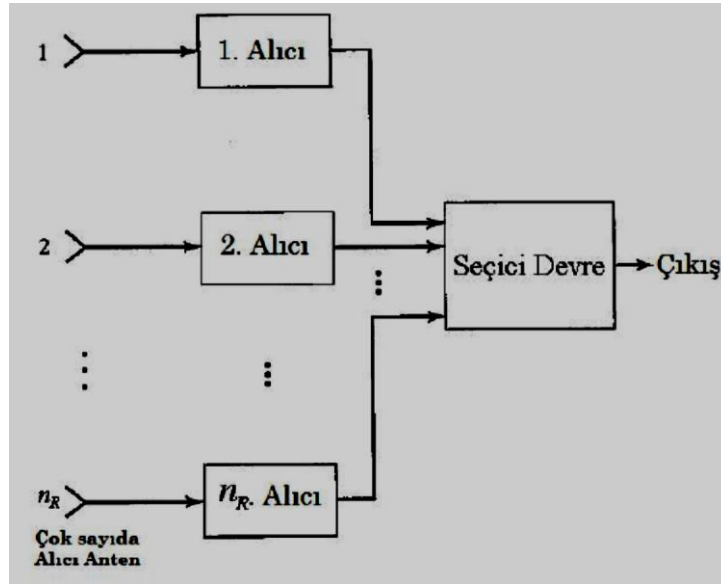 1
1. Alıcı
2
2. Alıcı
Seçici Devre
Çıkış
n_R
n_R. Alıcı
Çok sayıda
Alıcı Anten